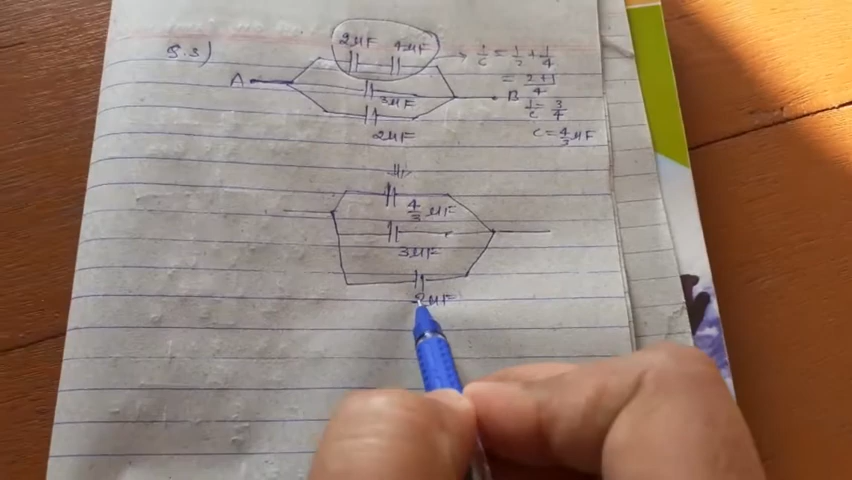 5.3)
2μF 4μF → 1/C = 1/2 + 1/4
= 2+1/4
A B 1/C = 3/4
3μF
C = 4/3 μF
2μF
4/3 μF
3μF
2μF